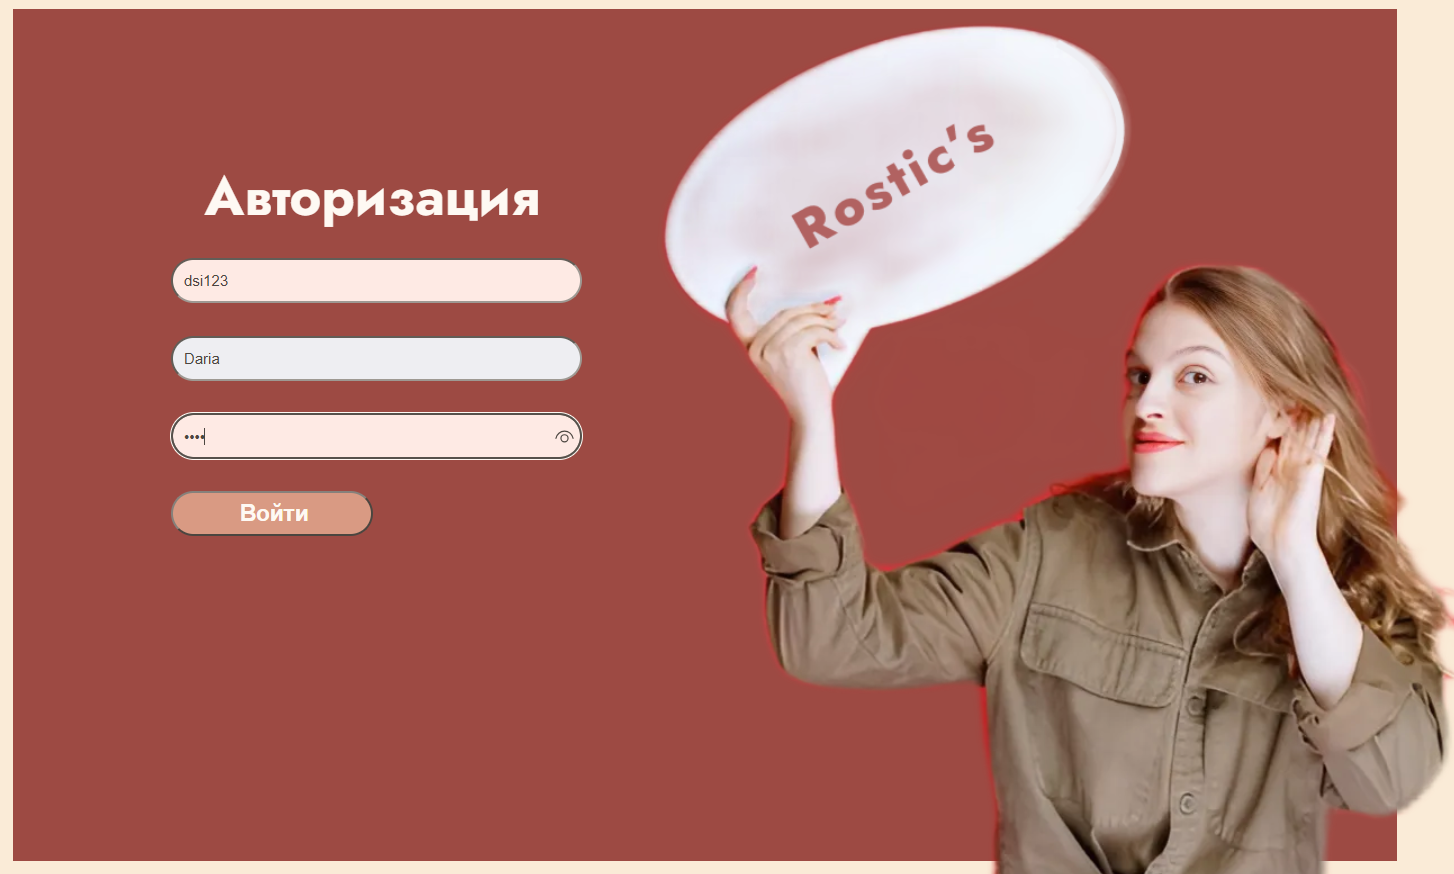 Авторизация
dsi123
Daria
••••
Войти
Rostic's